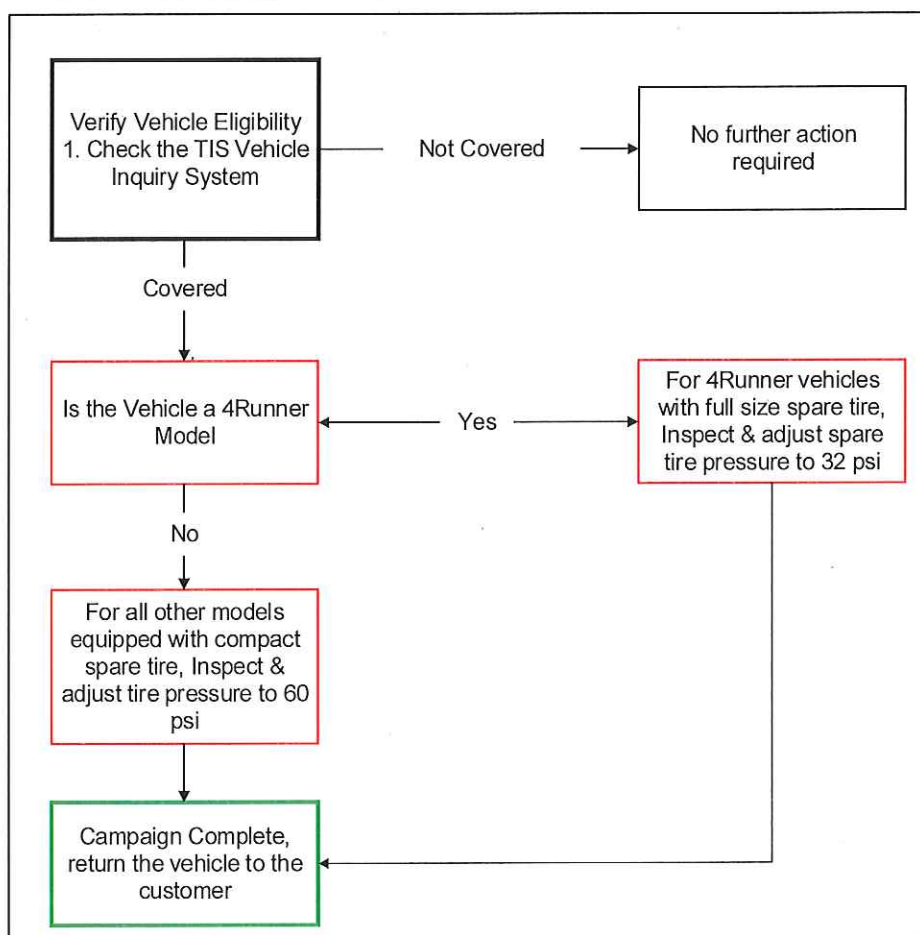 Verify Vehicle Eligibility
1. Check the TIS Vehicle
Inquiry System
Not Covered
No further action
required
Covered
Is the Vehicle a 4Runner
Model
Yes
For 4Runner vehicles
with full size spare tire,
Inspect & adjust spare
tire pressure to 32 psi
No
For all other models
equipped with compact
spare tire, Inspect &
adjust tire pressure to 60
psi
Campaign Complete,
return the vehicle to the
customer